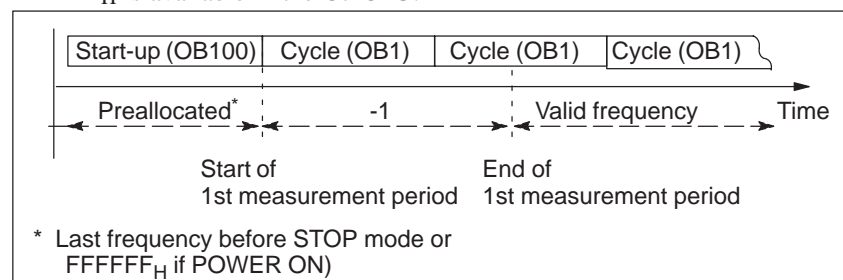 Start-up (OB100) Cycle (OB1) Cycle (OB1) Cycle (OB1)
Preallocated* -1 Valid frequency Time
Start of End of
1st measurement period 1st measurement period
* Last frequency before STOP mode or
FFFFFFH if POWER ON)